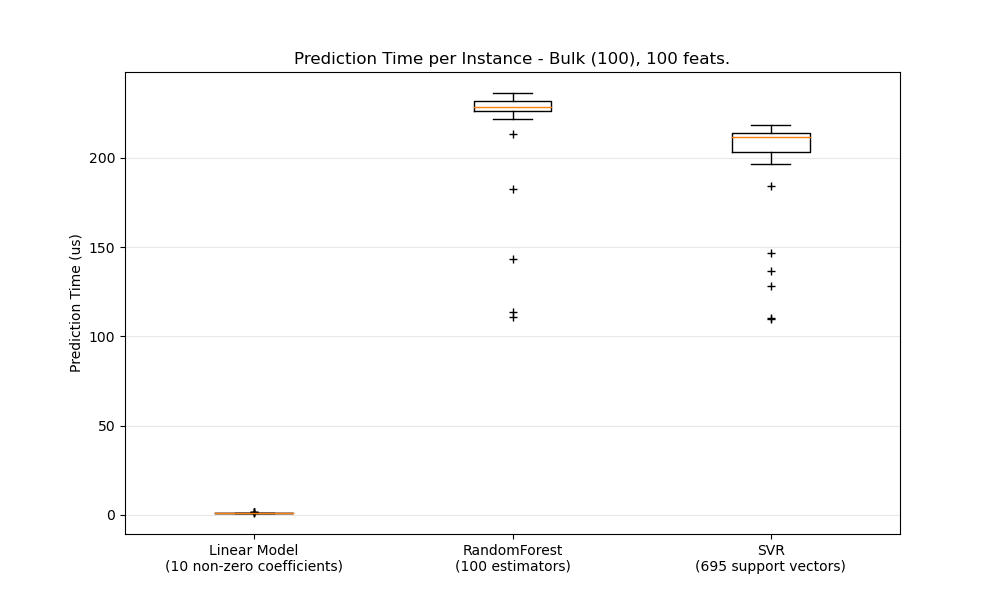 Prediction Time per Instance - Bulk (100), 100 feats.
Prediction Time (us)
200
150
100
50
0
Linear Model
(10 non-zero coefficients)
RandomForest
(100 estimators)
SVR
(695 support vectors)